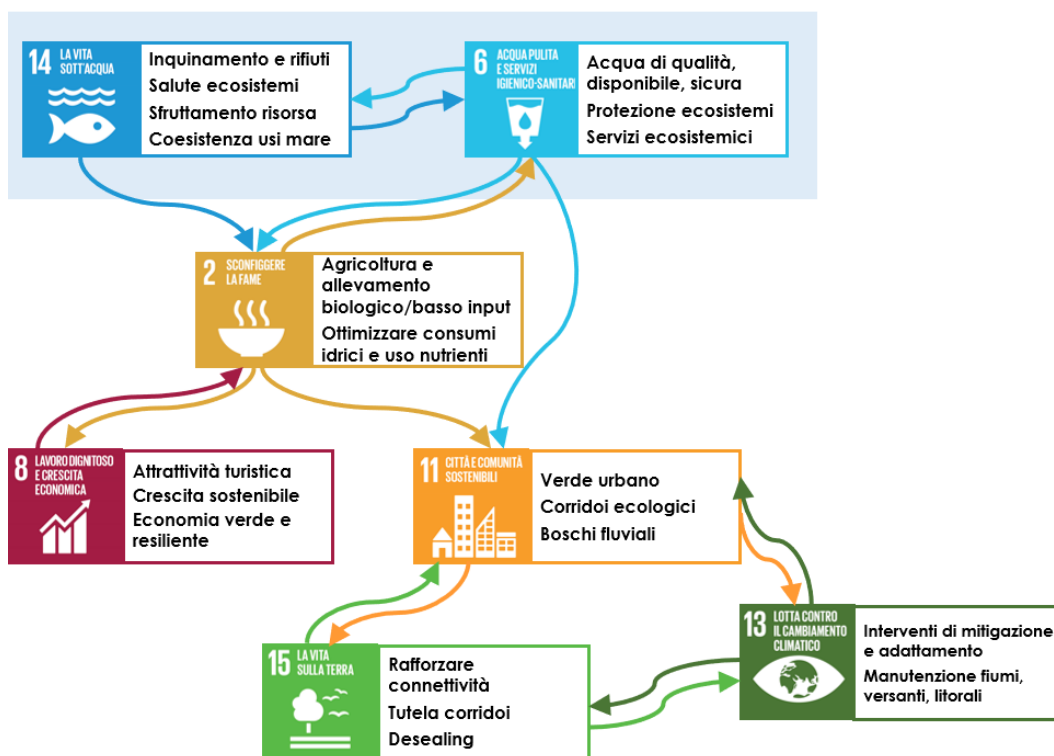 14 LA VITA
SOTT'ACQUA
Inquinamento e rifiuti
Salute ecosistemi
Sfruttamento risorsa
Coesistenza usi mare
6 ACQUA PULITA
E SERVIZI
IGIENICO-SANITARI
Acqua di qualità,
disponibile, sicura
Protezione ecosistemi
Servizi ecosistemici
2 SCONFIGGERE
LA FAME
Agricoltura e
allevamento
biologico/basso input
Ottimizzare consumi
idrici e uso nutrienti
8 LAVORO DIGNITOSO
E CRESCITA
ECONOMICA
Attrattività turistica
Crescita sostenibile
Economia verde e
resiliente
11 CITTÀ E COMUNITÀ
SOSTENIBILI
Verde urbano
Corridoi ecologici
Boschi fluviali
15 LA VITA
SULLA TERRA
Rafforzare
connettività
Tutela corridoi
Desealing
13 LOTTA CONTRO
IL CAMBIAMENTO
CLIMATICO
Interventi di mitigazione
e adattamento
Manutenzione fiumi,
versanti, litorali